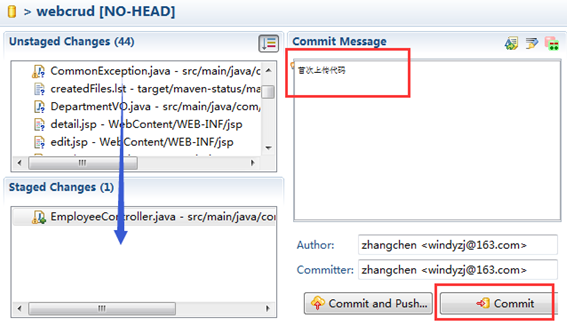 > webcrud [NO-HEAD]
Unstaged Changes (44)
CommonException.java - src/main/java/co
createdFiles.lst - target/maven-status/ma
DepartmentVO.java - src/main/java/com,
detail.jsp - WebContent/WEB-INF/jsp
edit.jsp - WebContent/WEB-INF/jsp
Staged Changes (1)
EmployeeController.java - src/main/java/cor
Commit Message
首次上传代码
Author: zhangchen <windyzj@163.com>
Committer: zhangchen <windyzj@163.com>
Commit and Push...
Commit